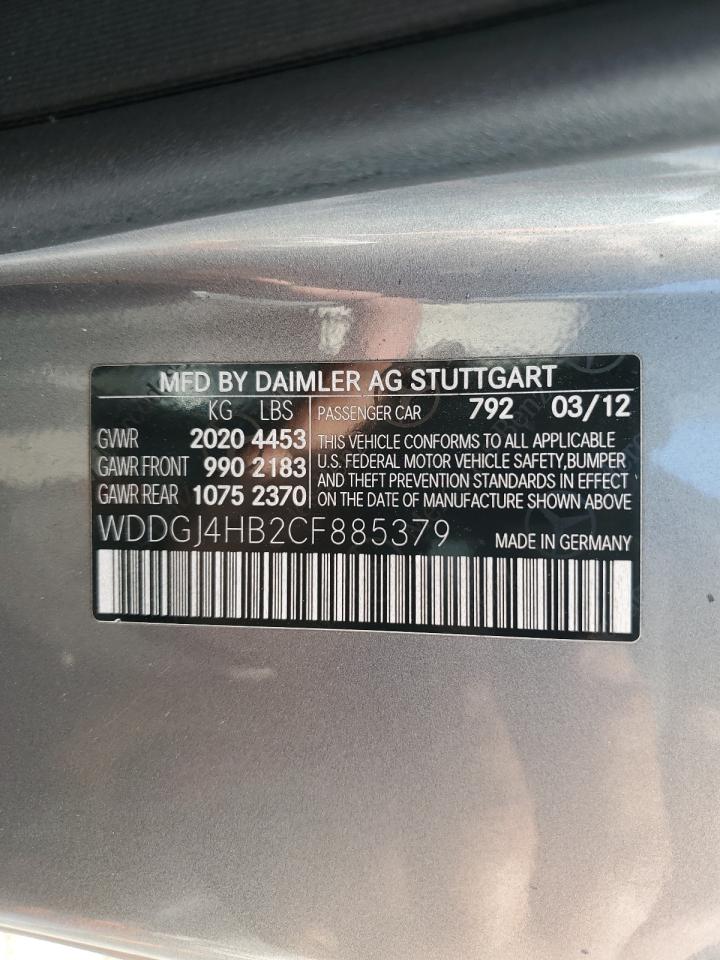 MFD BY DAIMLER AG STUTTGART
KG LBS
GVWR 2020 4453
GAWR FRONT 990 2183
GAWR REAR 1075 2370
PASSENGER CAR 792 03/12
THIS VEHICLE CONFORMS TO ALL APPLICABLE
U.S. FEDERAL MOTOR VEHICLE SAFETY,BUMPER
AND THEFT PREVENTION STANDARDS IN EFFECT
ON THE DATE OF MANUFACTURE SHOWN ABOVE
WDDGJ4HB2CF885379
MADE IN GERMANY